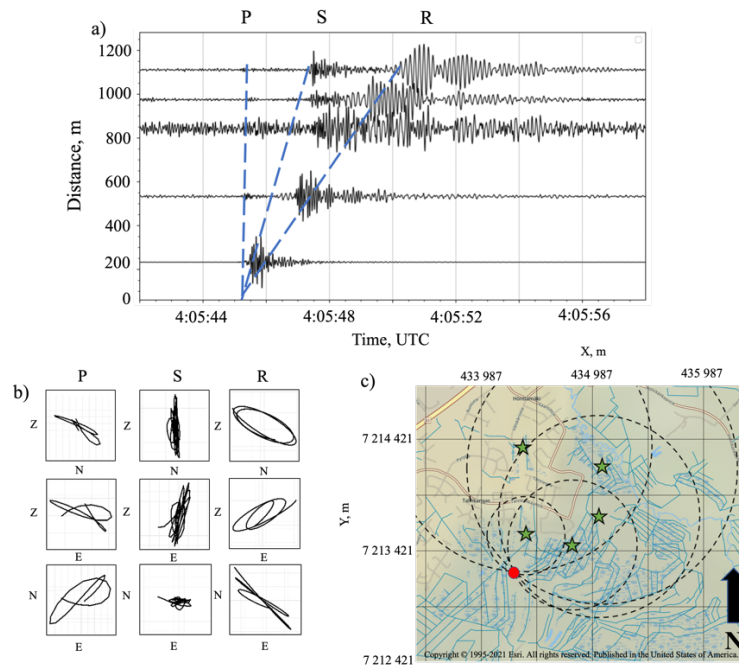 P S R
a)
1200
1000
800
600
400
200
0
Distance, m
4:05:44 4:05:48 4:05:52 4:05:56
Time, UTC
b)
P S R
Z Z Z
N N N
Z Z Z
E E E
N N N
E E E
c)
X, m
433 987 434 987 435 987
7 214 421
7 213 421
7 212 421
Y, m
N
Copyright © 1995-2021 Esri. All rights reserved. Published in the United States of America.